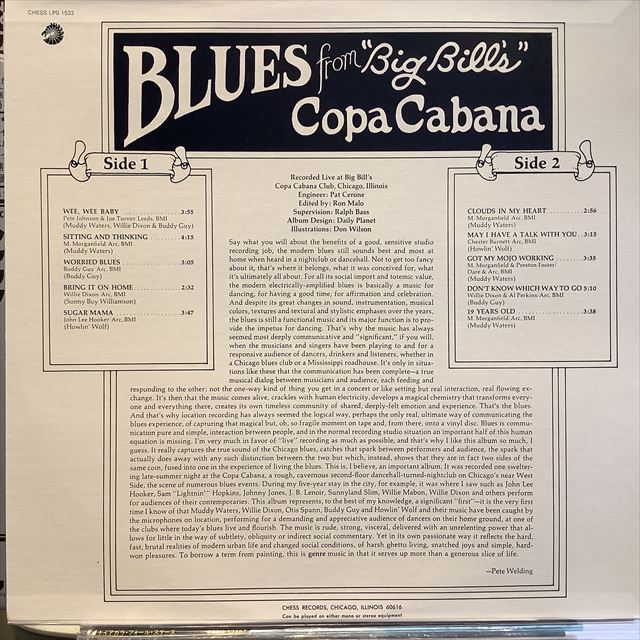 CHESS LPS 1533
BLUES from "Big Bill's"
Copa Cabana
Side 1
WEE, WEE BABY ..............3:55
Pete Johnson & Joe Turner Leeds, BMI
(Muddy Waters, Willie Dixon & Buddy Guy)
SITTING AND THINKING ........4:15
M. Morganfield Arc, BMI
(Muddy Waters)
WORRIED BLUES ..............3:05
Buddy Guy Arc, BMI
(Buddy Guy)
BRING IT ON HOME ............2:32
Willie Dixon Arc, BMI
(Sonny Boy Williamson)
SUGAR MAMA .................3:47
John Lee Hooker Arc, BMI
(Howlin' Wolf)
Recorded Live at Big Bill's
Copa Cabana Club, Chicago, Illinois
Engineer: Pat Cerone
Edited by: Ron Malo
Supervision: Ralph Bass
Album Design: Daily Planet
Illustrations: Don Wilson
Side 2
CLOUDS IN MY HEART ..........2:56
M. Morganfield Arc, BMI
(Muddy Waters)
MAY I HAVE A TALK WITH YOU ..3:15
Chester Burnett Arc, BMI
(Howlin' Wolf)
GOT MY MOJO WORKING ........3:35
M. Morganfield & Preston Foster/
Dare & Arc, BMI
(Muddy Waters)
DON'T KNOW WHICH WAY TO GO 5:10
Willie Dixon & Al Perkins/Arc, BMI
(Buddy Guy)
19 YEARS OLD ................3:38
M. Morganfield/Arc, BMI
(Muddy Waters)
Say what you will about the benefits of a good, sensitive studio
recording job, the modern blues still sounds best and most at
home when heard in a nightclub or dancehall. Not to get too fancy
about it, that's where it belongs, what it was conceived for, what
it's ultimately all about. For all its social import and totemic value,
the modern electrically-amplified blues is basically a music for
dancing, for having a good time, for affirmation and celebration.
And despite its great changes in sound, instrumentation, musical
colors, textures and textural and stylistic emphases over the years,
the blues is still a functional music and its major function is to pro-
vide the impetus for dancing. That's why the music has always
seemed most deeply communicative and "significant," if you will,
when the musicians and singers have been playing to and for a
responsive audience of dancers, drinkers and listeners, whether in
a Chicago blues club or a Mississippi roadhouse. It's only in situa-
tions like these that the communication has been complete—a true
musical dialog between musicians and audience, each feeding and
responding to the other; not the one-way kind of thing you get in a concert or like setting but real interaction, real flowing ex-
change. It's then that the music comes alive, crackles with human electricity, develops a magical chemistry that transforms every-
one and everything there, creates its own timeless community of shared, deeply-felt emotion and experience. That's the blues.
And that's why location recording has always seemed the logical way, perhaps the only real, ultimate way of communicating the
blues experience, of capturing that magical but, oh, so fragile moment on tape and, from there, onto a vinyl disc. Blues is commu-
nication pure and simple, interaction between people, and in the normal recording studio situation an important half of this human
equation is missing. I'm very much in favor of "live" recording as much as possible, and that's why I like this album so much, I
guess. It really captures the true sound of the Chicago blues, catches that spark between performers and audience, the spark that
actually does away with any such distinction between the two but which, instead, shows that they are in fact two sides of the
same coin, fused into one in the experience of living the blues. This is, I believe, an important album. It was recorded one swelter-
ing late-summer night at the Copa Cabana, a rough, cavernous second-floor dancehall-turned-nightclub on Chicago's near West
Side, the scene of numerous blues events. During my five-year stay in the city, for example, it was where I saw such as John Lee
Hooker, Sam "Lightnin'" Hopkins, Johnny Jones, J. B. Lenoir, Sunnyland Slim, Willie Mabon, Willie Dixon and others perform
for audiences of their contemporaries. This album represents, to the best of my knowledge, a significant "first"—it is the very first
time I know of that Muddy Waters, Willie Dixon, Otis Spann, Buddy Guy and Howlin' Wolf and their music have been caught by
the microphones on location, performing for a demanding and appreciative audience of dancers on their home ground, at one of
the clubs where today's blues live and flourish. The music is rude, strong, visceral, delivered with an unrelenting power that al-
lows for little in the way of subtlety, obliquity or indirect social commentary. Yet in its own passionate way it reflects the hard,
fast, brutal realities of modern urban life and changed social conditions, of harsh ghetto living, snatched joys and simple, hard-
won pleasures. To borrow a term from painting, this is genre music in that it serves up more than a generous slice of life.
—Pete Welding
CHESS RECORDS, CHICAGO, ILLINOIS 60616
Can be played on either mono or stereo equipment
ナイアガラ・フォール・スターズ